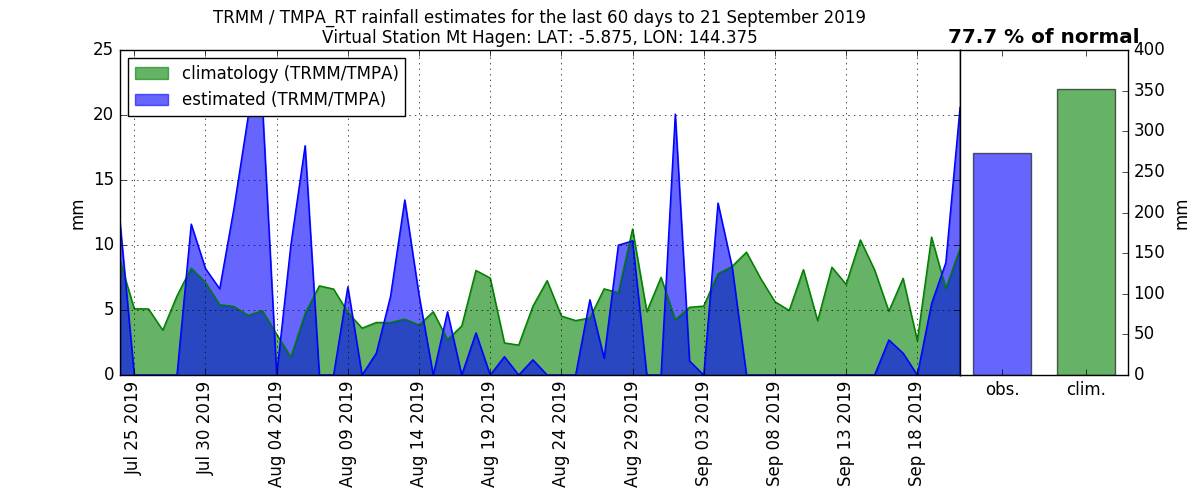 TRMM / TMPA_RT rainfall estimates for the last 60 days to 21 September 2019
Virtual Station Mt Hagen: LAT: -5.875, LON: 144.375
77.7 % of normal
climatology (TRMM/TMPA)
estimated (TRMM/TMPA)
25
20
15
10
5
0
mm
400
350
300
250
200
150
100
50
0
mm
Jul 25 2019
Jul 30 2019
Aug 04 2019
Aug 09 2019
Aug 14 2019
Aug 19 2019
Aug 24 2019
Aug 29 2019
Sep 03 2019
Sep 08 2019
Sep 13 2019
Sep 18 2019
obs.
clim.